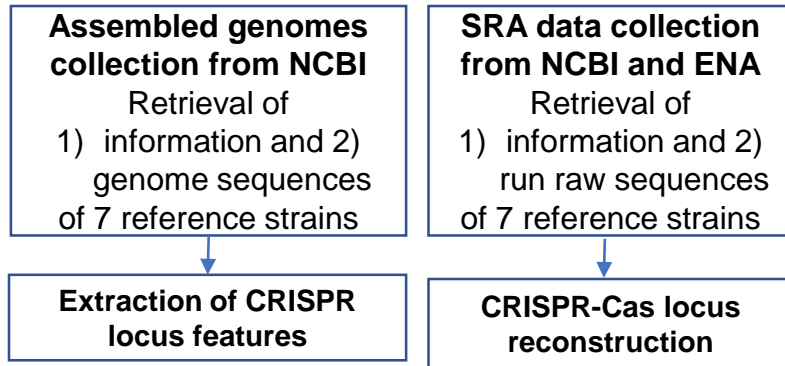 Assembled genomes
collection from NCBI
Retrieval of
1) information and 2)
genome sequences
of 7 reference strains
Extraction of CRISPR
locus features
SRA data collection
from NCBI and ENA
Retrieval of
1) information and 2)
run raw sequences
of 7 reference strains
CRISPR-Cas locus
reconstruction